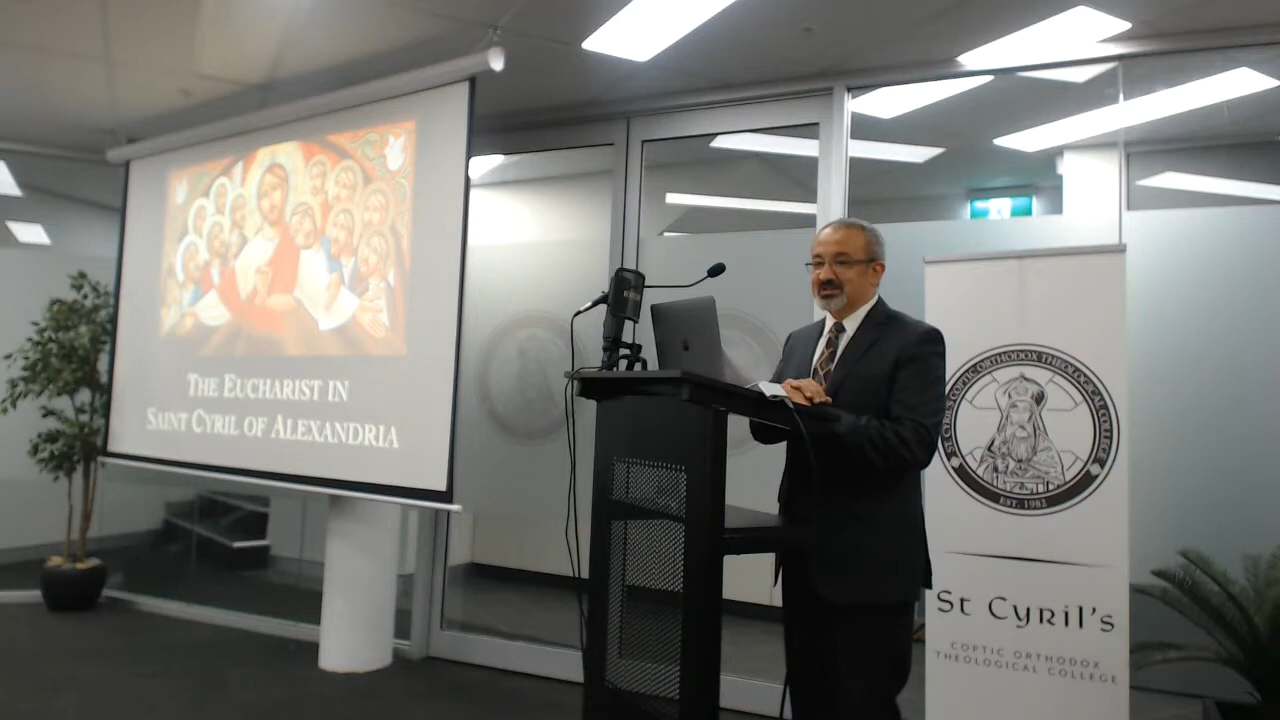 THE EUCHARIST IN
SAINT CYRIL OF ALEXANDRIA
ST CYRIL'S COPTIC ORTHODOX THEOLOGICAL COLLEGE
EST. 1982
St Cyril's
COPTIC ORTHODOX
THEOLOGICAL COLLEGE